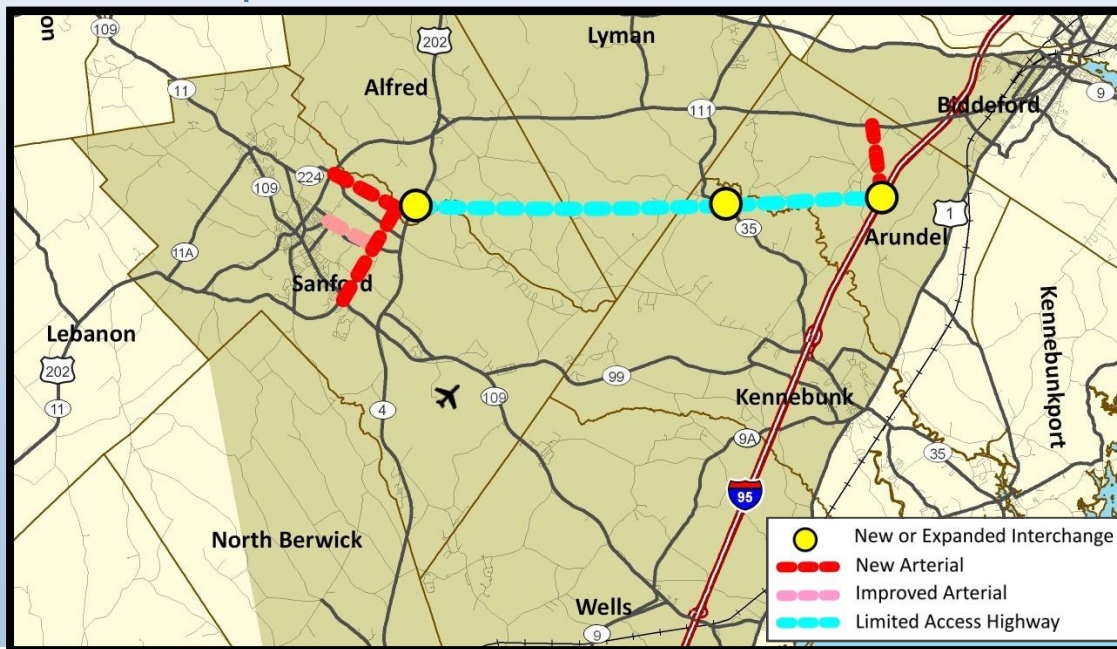 on
109
202
Lyman
Alfred
11
111
9
Biddeford
224
109
35
1
Arundel
11A
Sanford
Lebanon
202
11
Kennebunkport
99
4
109
Kennebunk
9A
35
95
North Berwick
Wells
9
New or Expanded Interchange
New Arterial
Improved Arterial
Limited Access Highway